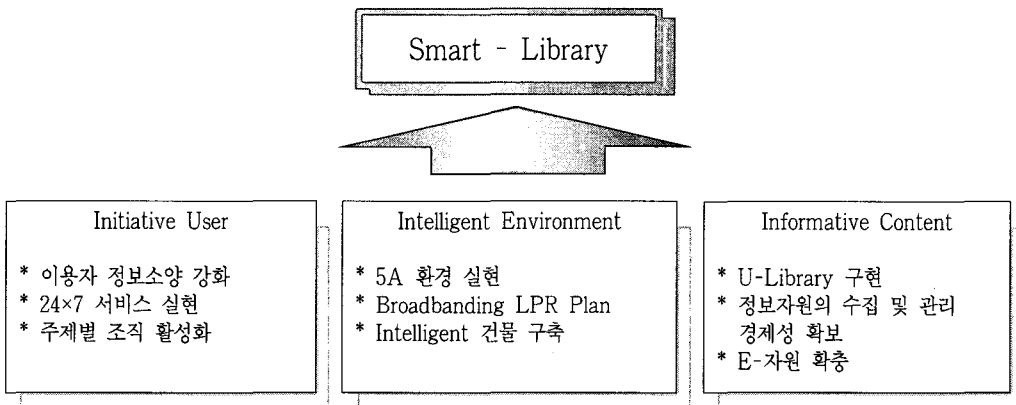 Smart - Library
Initiative User
* 이용자 정보소양 강화
* 24×7 서비스 실현
* 주제별 조직 활성화
Intelligent Environment
* 5A 환경 실현
* Broadbanding LPR Plan
* Intelligent 건물 구축
Informative Content
* U-Library 구현
* 정보자원의 수집 및 관리
경제성 확보
* E-자원 확충